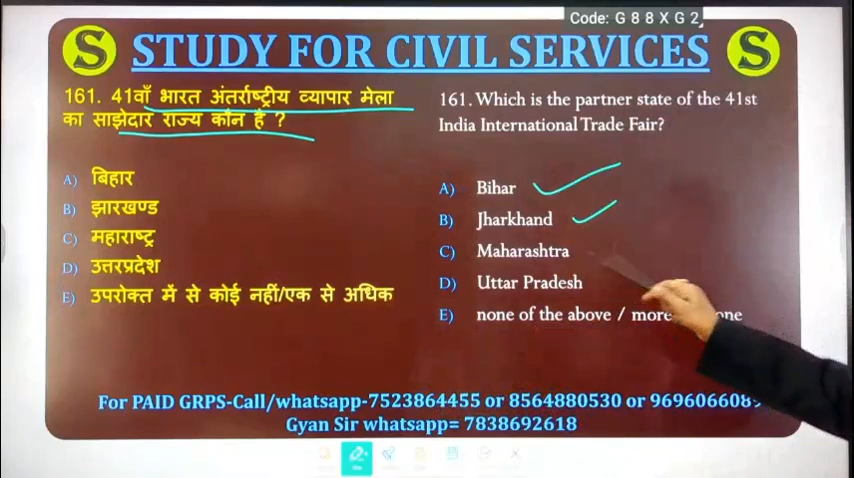 Code: G 8 8 X G 2
S STUDY FOR CIVIL SERVICES S
161. 41वाँ भारत अंतर्राष्ट्रीय व्यापार मेला
का साझेदार राज्य कौन है ?
A) बिहार
B) झारखण्ड
C) महाराष्ट्र
D) उत्तरप्रदेश
E) उपरोक्त में से कोई नहीं/एक से अधिक
161. Which is the partner state of the 41st
India International Trade Fair?
A) Bihar
B) Jharkhand
C) Maharashtra
D) Uttar Pradesh
E) none of the above / more one
For PAID GRPS-Call/whatsapp-7523864455 or 8564880530 or 969606608
Gyan Sir whatsapp= 7838692618